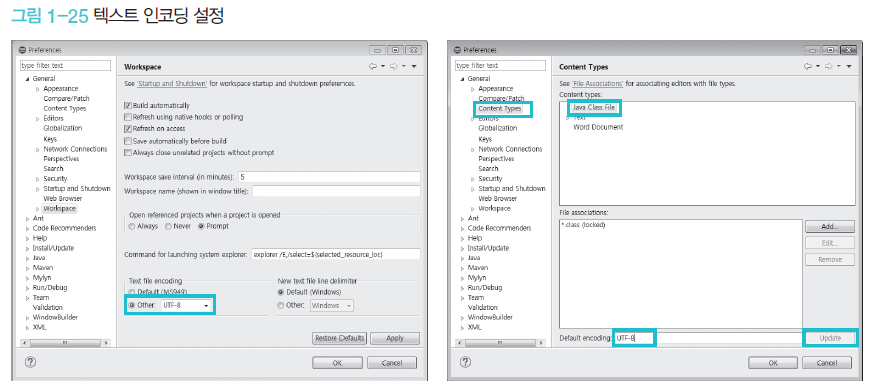 그림 1-25 텍스트 인코딩 설정
Preferences
type filter text
General
Appearance
Compare/Patch
Content Types
Editors
Globalization
Keys
Network Connections
Perspectives
Search
Security
Startup and Shutdown
Web Browser
Workspace
Ant
Code Recommenders
Help
Install/Update
Java
Maven
Mylyn
Run/Debug
Team
Validation
WindowBuilder
XML
Workspace
See 'Startup and Shutdown' for workspace startup and shutdown preferences.
Build automatically
Refresh using native hooks or polling
Refresh on access
Save automatically before build
Always close unrelated projects without prompt
Workspace save interval (in minutes): 5
Workspace name (shown in window title):
Open referenced projects when a project is opened
Always Never Prompt
Command for launching system explorer: explorer /E,/select=${selected_resource_loc}
Text file encoding
Default (MS949)
Other: UTF-8
New text file line delimiter
Default (Windows)
Other: Windows
Restore Defaults Apply
OK Cancel
Preferences
type filter text
General
Appearance
Compare/Patch
Content Types
Editors
Globalization
Keys
Network Connections
Perspectives
Search
Security
Startup and Shutdown
Web Browser
Workspace
Ant
Code Recommenders
Help
Install/Update
Java
Maven
Mylyn
Run/Debug
Team
Validation
WindowBuilder
XML
Content Types
See 'File Associations' for associating editors with file types.
Content types:
Java Class File
Text
Word Document
File associations:
*.class (locked)
Add...
Edit...
Remove
Default encoding: UTF-8 Update
OK Cancel